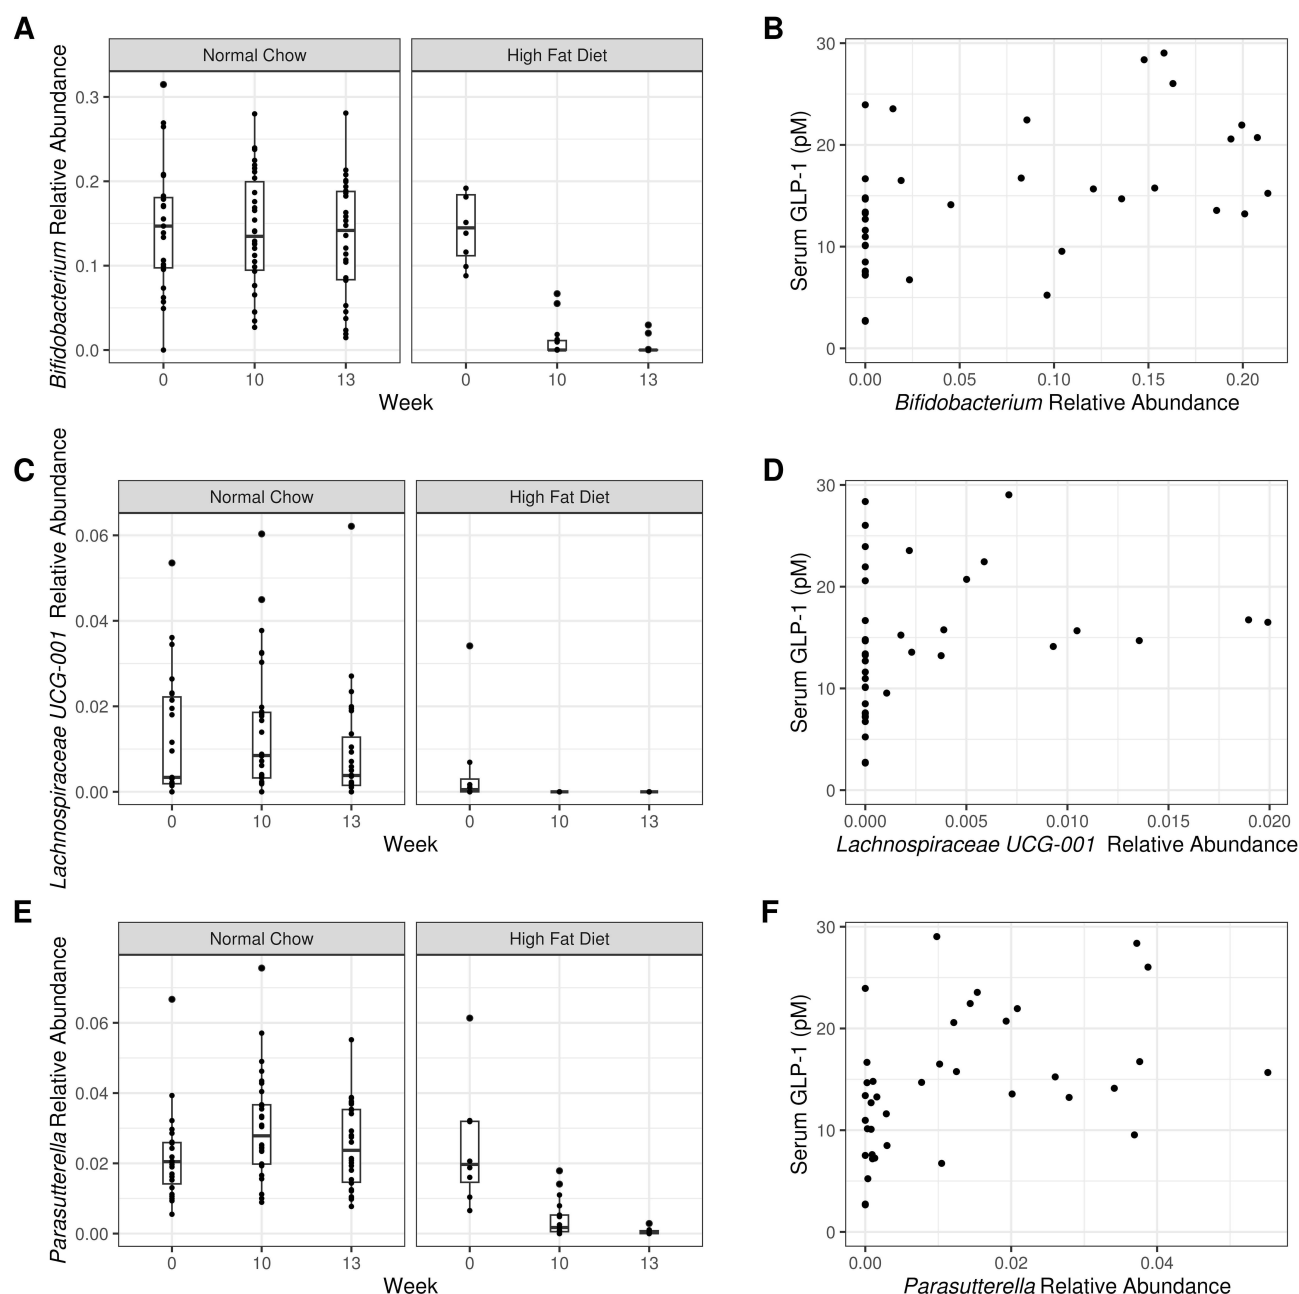 A
Normal Chow
High Fat Diet
Bifidobacterium Relative Abundance
0.3
0.2
0.1
0.0
0 10 13 0 10 13
Week
B
Serum GLP-1 (pM)
30
20
10
0
0.00 0.05 0.10 0.15 0.20
Bifidobacterium Relative Abundance
C
Normal Chow
High Fat Diet
Lachnospiraceae UCG-001 Relative Abundance
0.06
0.04
0.02
0.00
0 10 13 0 10 13
Week
D
Serum GLP-1 (pM)
30
20
10
0
0.000 0.005 0.010 0.015 0.020
Lachnospiraceae UCG-001 Relative Abundance
E
Normal Chow
High Fat Diet
Parasutterella Relative Abundance
0.06
0.04
0.02
0.00
0 10 13 0 10 13
Week
F
Serum GLP-1 (pM)
30
20
10
0
0.00 0.02 0.04
Parasutterella Relative Abundance